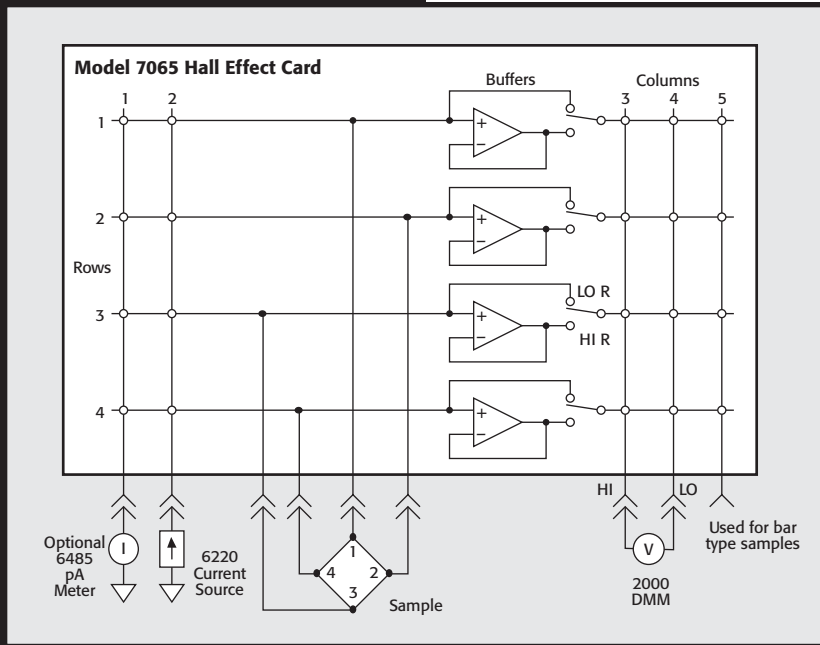 Model 7065 Hall Effect Card
Buffers
Columns
1 2 3 4 5
1
+
−
2
+
−
Rows
3
+
−
LO R
HI R
4
+
−
HI
LO
Optional
6485
pA
Meter
I
6220
Current
Source
1
4 2
3
Sample
V
2000
DMM
Used for bar
type samples